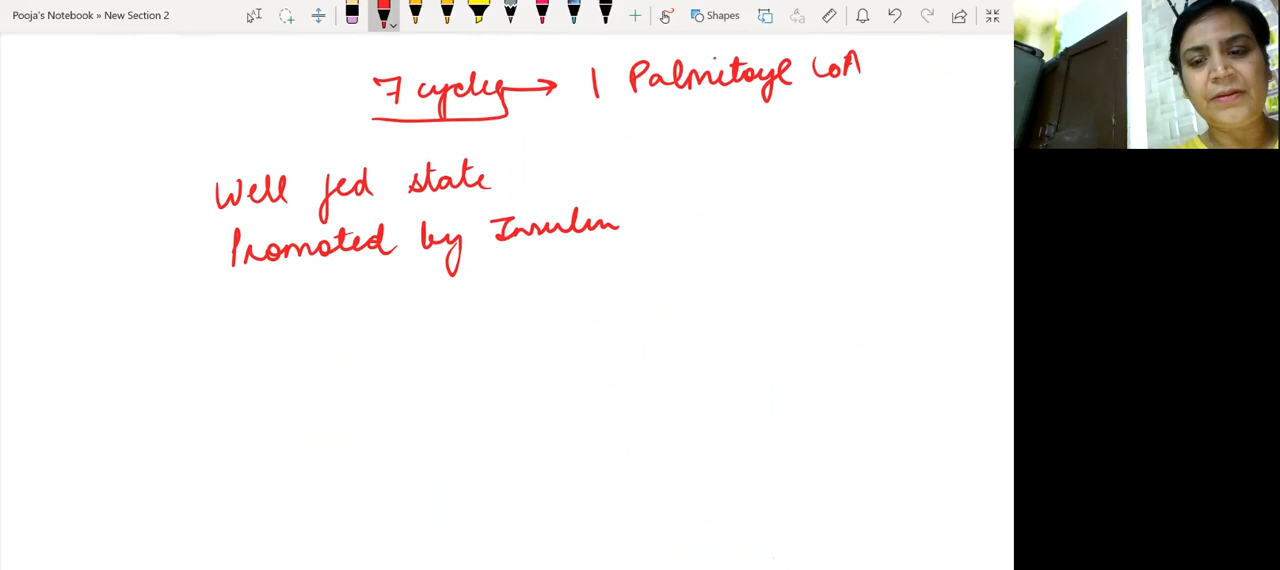 Pooja's Notebook » New Section 2
Shapes
7 cycles → 1 Palmitoyl CoA
Well fed state
Promoted by Insulin